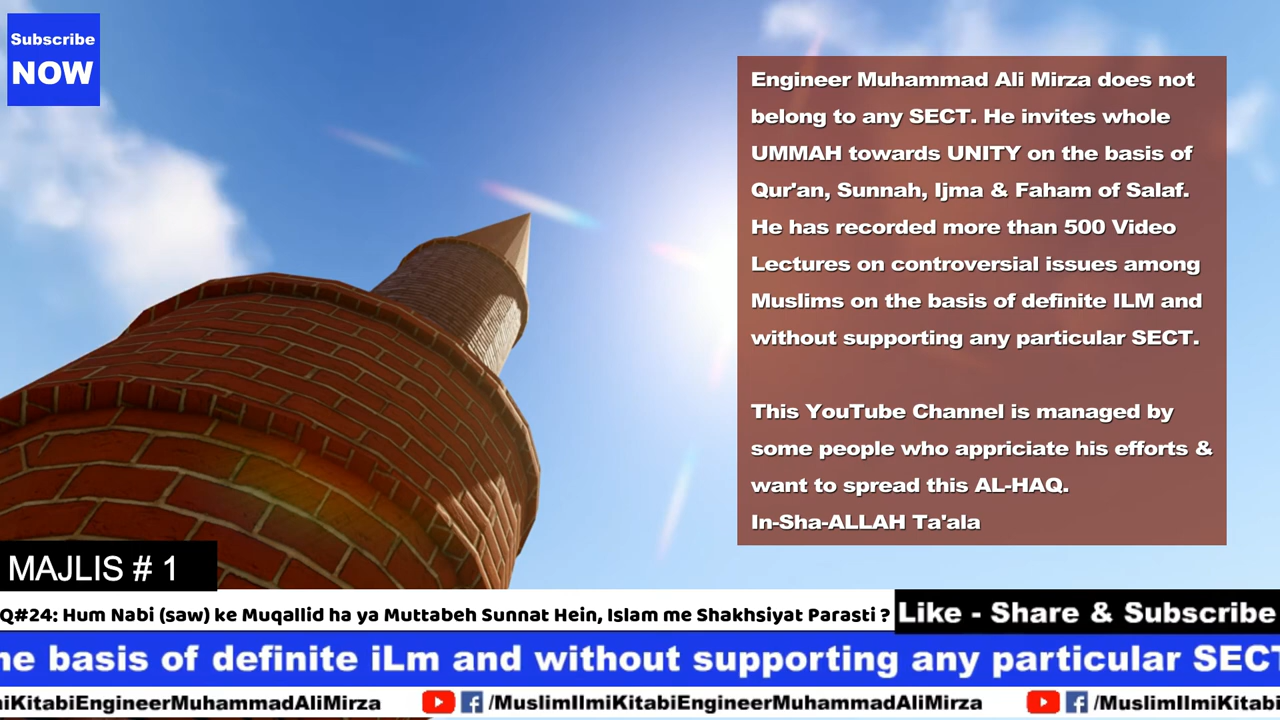 Subscribe
NOW
Engineer Muhammad Ali Mirza does not
belong to any SECT. He invites whole
UMMAH towards UNITY on the basis of
Qur'an, Sunnah, Ijma & Faham of Salaf.
He has recorded more than 500 Video
Lectures on controversial issues among
Muslims on the basis of definite ILM and
without supporting any particular SECT.
This YouTube Channel is managed by
some people who appriciate his efforts &
want to spread this AL-HAQ.
In-Sha-ALLAH Ta'ala
MAJLIS # 1
Q#24: Hum Nabi (saw) ke Muqallid ha ya Muttabeh Sunnat Hein, Islam me Shakhsiyat Parasti ?
Like - Share & Subscribe
he basis of definite iLm and without supporting any particular SECT
iKitabiEngineerMuhammadAliMirza /MuslimIlmiKitabiEngineerMuhammadAliMirza /MuslimIlmiKitabi